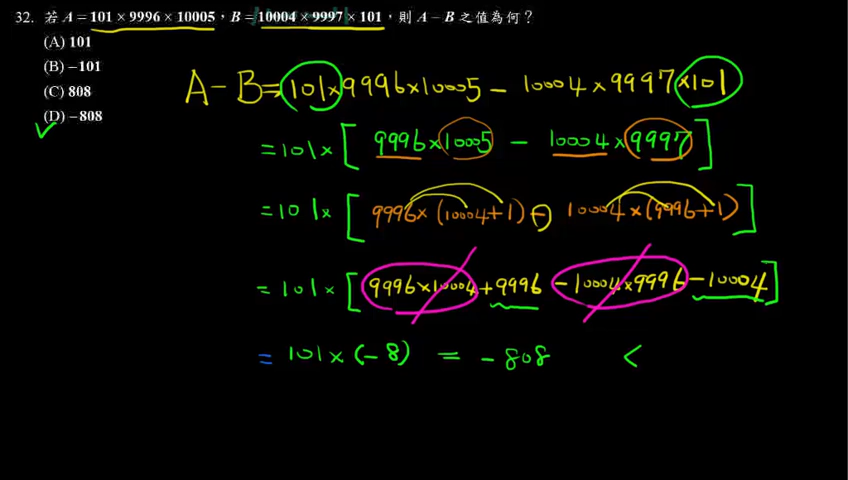 32. 若 A = 101 × 9996 × 10005，B = 10004 × 9997 × 101，則 A − B 之值為何？
(A) 101
(B) −101
(C) 808
(D) −808
A − B = 101 × 9996 × 10005 − 10004 × 9997 × 101
= 101 × [ 9996 × 10005 − 10004 × 9997 ]
= 101 × [ 9996 × (10004 + 1) − 10004 × (9996 + 1) ]
= 101 × [ 9996 × 10004 + 9996 − 10004 × 9996 − 10004 ]
= 101 × (−8) = −808 <